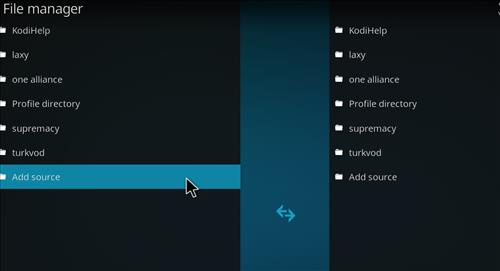 File manager
KodiHelp
laxy
one alliance
Profile directory
supremacy
turkvod
Add source
KodiHelp
laxy
one alliance
Profile directory
supremacy
turkvod
Add source